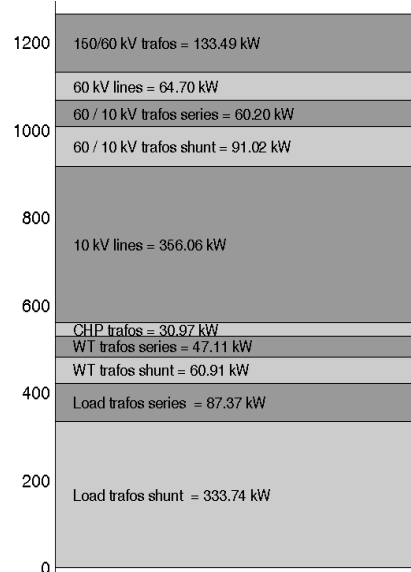 1200
150/60 kV trafos = 133.49 kW
60 kV lines = 64.70 kW
60 / 10 kV trafos series = 60.20 kW
1000
60 / 10 kV trafos shunt = 91.02 kW
800
10 kV lines = 356.06 kW
600
CHP trafos = 30.97 kW
WT trafos series = 47.11 kW
WT trafos shunt = 60.91 kW
400
Load trafos series = 87.37 kW
200
Load trafos shunt = 333.74 kW
0